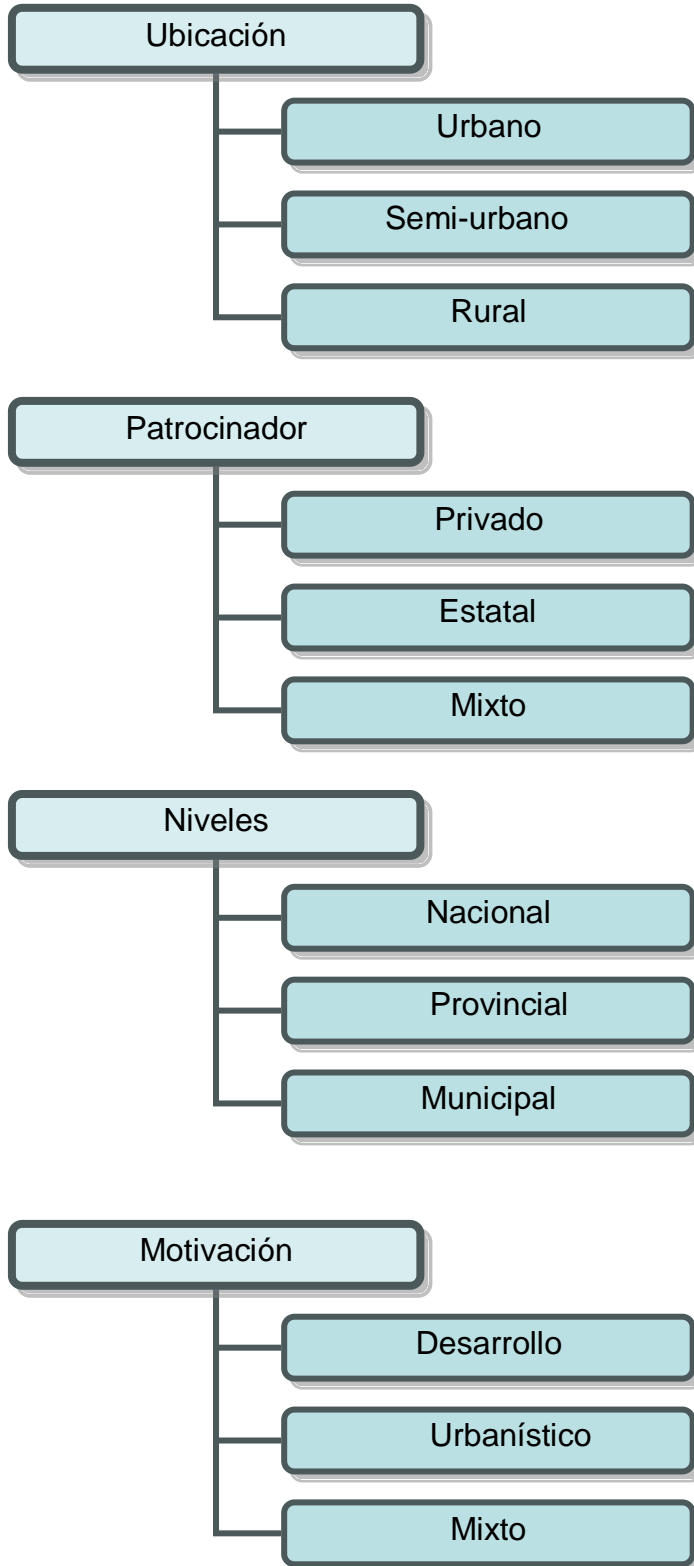 Ubicación
Urbano
Semi-urbano
Rural
Patrocinador
Privado
Estatal
Mixto
Niveles
Nacional
Provincial
Municipal
Motivación
Desarrollo
Urbanístico
Mixto